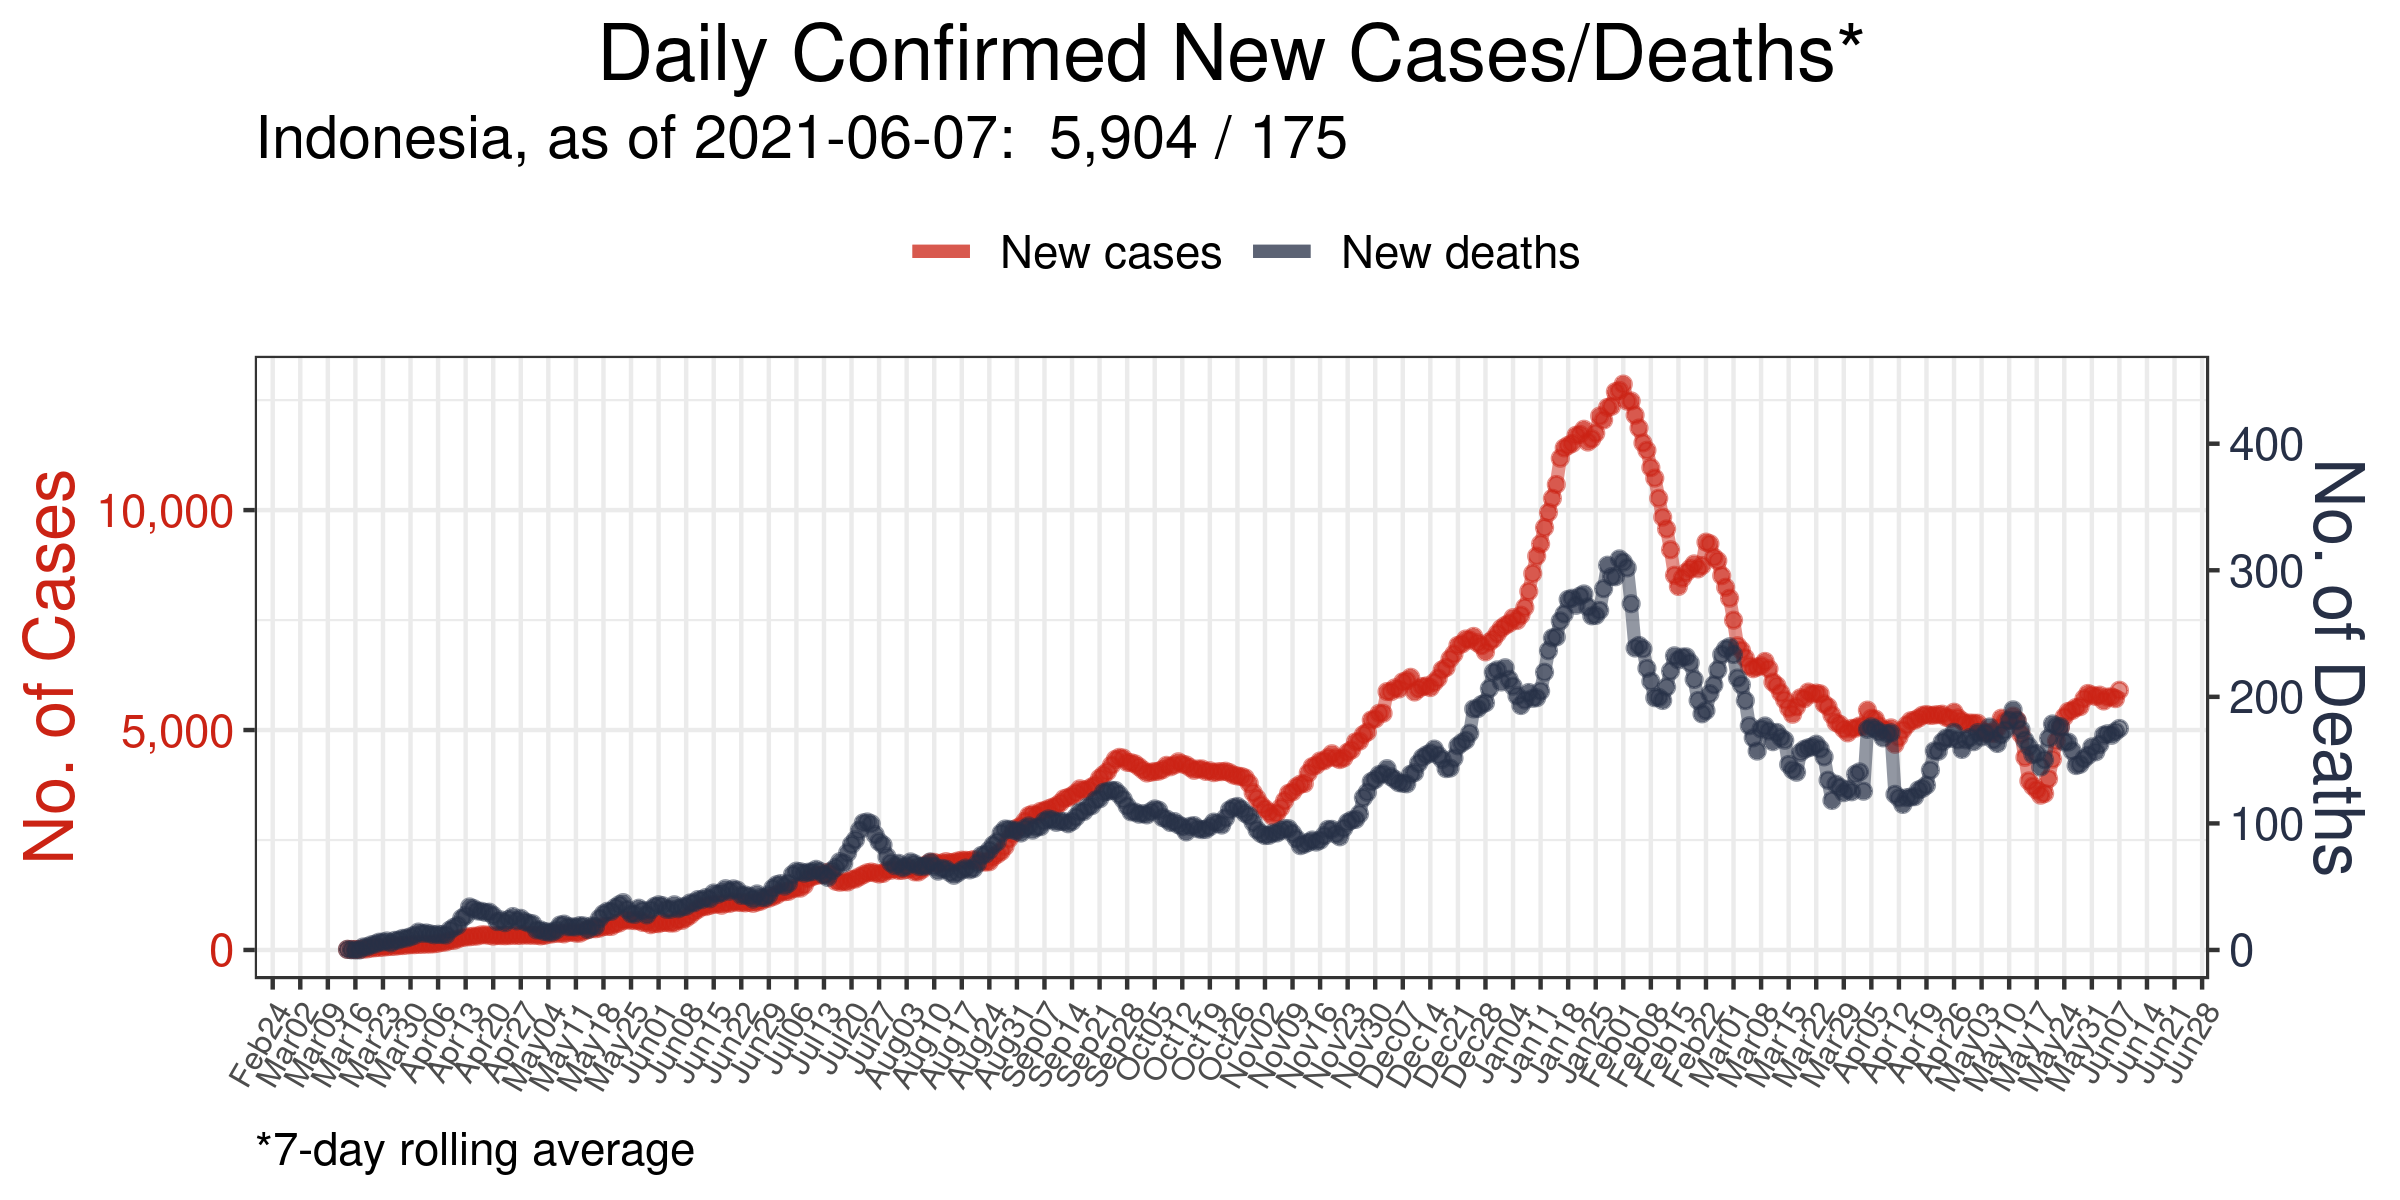 Daily Confirmed New Cases/Deaths*
Indonesia, as of 2021-06-07:  5,904 / 175
New cases
New deaths
No. of Cases
10,000
5,000
0
400
300
200
100
0
No. of Deaths
Feb24
Mar02
Mar09
Mar16
Mar23
Mar30
Apr06
Apr13
Apr20
Apr27
May04
May11
May18
May25
Jun01
Jun08
Jun15
Jun22
Jun29
Jul06
Jul13
Jul20
Jul27
Aug03
Aug10
Aug17
Aug24
Aug31
Sep07
Sep14
Sep21
Sep28
Oct05
Oct12
Oct19
Oct26
Nov02
Nov09
Nov16
Nov23
Nov30
Dec07
Dec14
Dec21
Dec28
Jan04
Jan11
Jan18
Jan25
Feb01
Feb08
Feb15
Feb22
Mar01
Mar08
Mar15
Mar22
Mar29
Apr05
Apr12
Apr19
Apr26
May03
May10
May17
May24
May31
Jun07
Jun14
Jun21
Jun28
*7-day rolling average